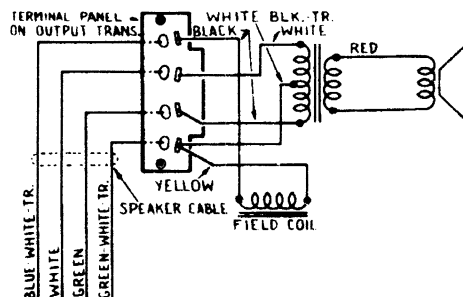 TERMINAL PANEL
ON OUTPUT TRANS.
WHITE BLK.-TR.
BLACK
WHITE
RED
YELLOW
SPEAKER CABLE
FIELD COIL
BLUE WHITE-TR.
WHITE
GREEN
GREEN-WHITE-TR.